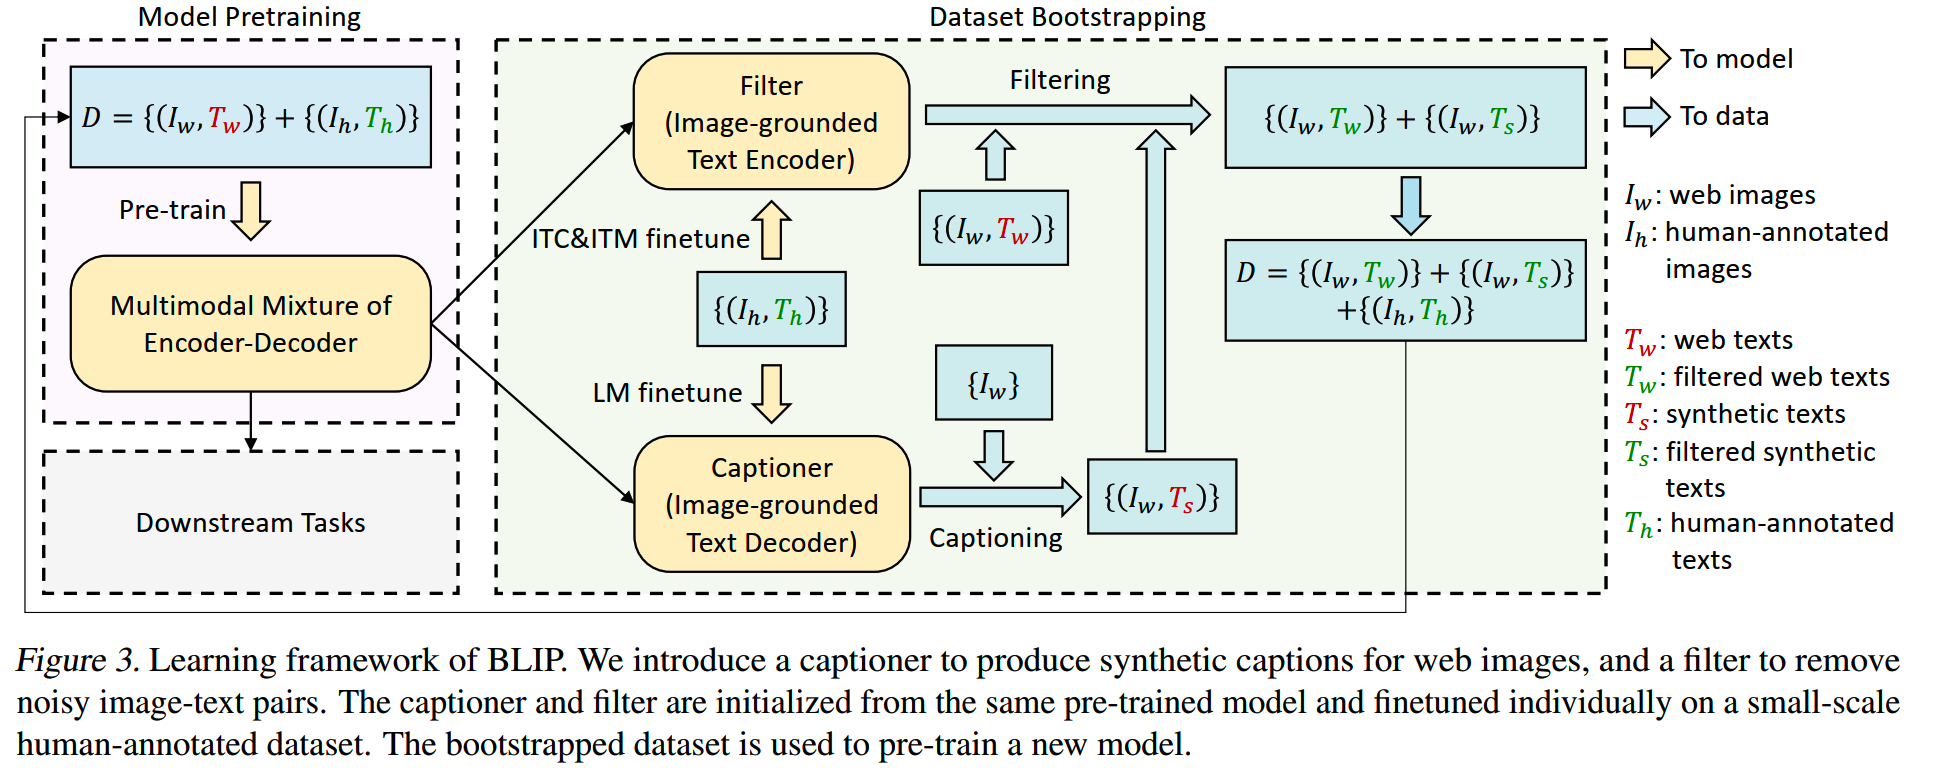 Model Pretraining
D = {(I_w, T_w)} + {(I_h, T_h)}
Pre-train
Multimodal Mixture of
Encoder-Decoder
Downstream Tasks
Dataset Bootstrapping
Filter
(Image-grounded
Text Encoder)
ITC&ITM finetune
{(I_h, T_h)}
LM finetune
Captioner
(Image-grounded
Text Decoder)
Filtering
{(I_w, T_w)}
{I_w}
Captioning
{(I_w, T_s)}
{(I_w, T_w)} + {(I_w, T_s)}
D = {(I_w, T_w)} + {(I_w, T_s)}
+{(I_h, T_h)}
To model
To data
I_w: web images
I_h: human-annotated
images
T_w: web texts
T_w: filtered web texts
T_s: synthetic texts
T_s: filtered synthetic
texts
T_h: human-annotated
texts
Figure 3. Learning framework of BLIP. We introduce a captioner to produce synthetic captions for web images, and a filter to remove
noisy image-text pairs. The captioner and filter are initialized from the same pre-trained model and finetuned individually on a small-scale
human-annotated dataset. The bootstrapped dataset is used to pre-train a new model.